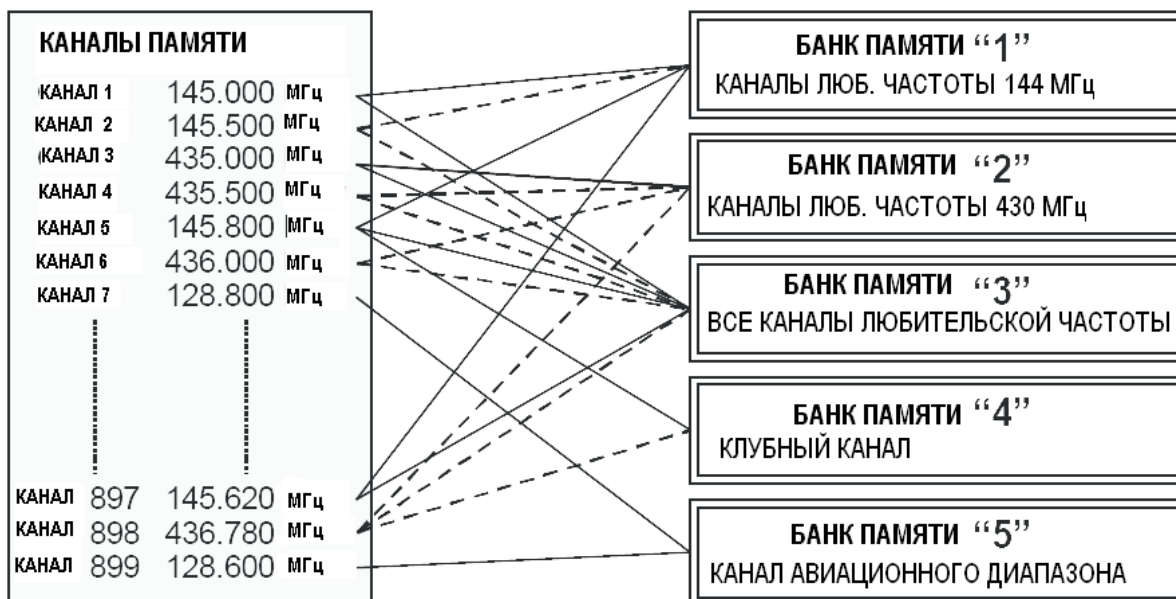 КАНАЛЫ ПАМЯТИ
КАНАЛ 1 145.000 МГц
КАНАЛ 2 145.500 МГц
КАНАЛ 3 435.000 МГц
КАНАЛ 4 435.500 МГц
КАНАЛ 5 145.800 МГц
КАНАЛ 6 436.000 МГц
КАНАЛ 7 128.800 МГц
КАНАЛ 897 145.620 МГц
КАНАЛ 898 436.780 МГц
КАНАЛ 899 128.600 МГц
БАНК ПАМЯТИ “1”
КАНАЛЫ ЛЮБ. ЧАСТОТЫ 144 МГц
БАНК ПАМЯТИ “2”
КАНАЛЫ ЛЮБ. ЧАСТОТЫ 430 МГц
БАНК ПАМЯТИ “3”
ВСЕ КАНАЛЫ ЛЮБИТЕЛЬСКОЙ ЧАСТОТЫ
БАНК ПАМЯТИ “4”
КЛУБНЫЙ КАНАЛ
БАНК ПАМЯТИ “5”
КАНАЛ АВИАЦИОННОГО ДИАПАЗОНА